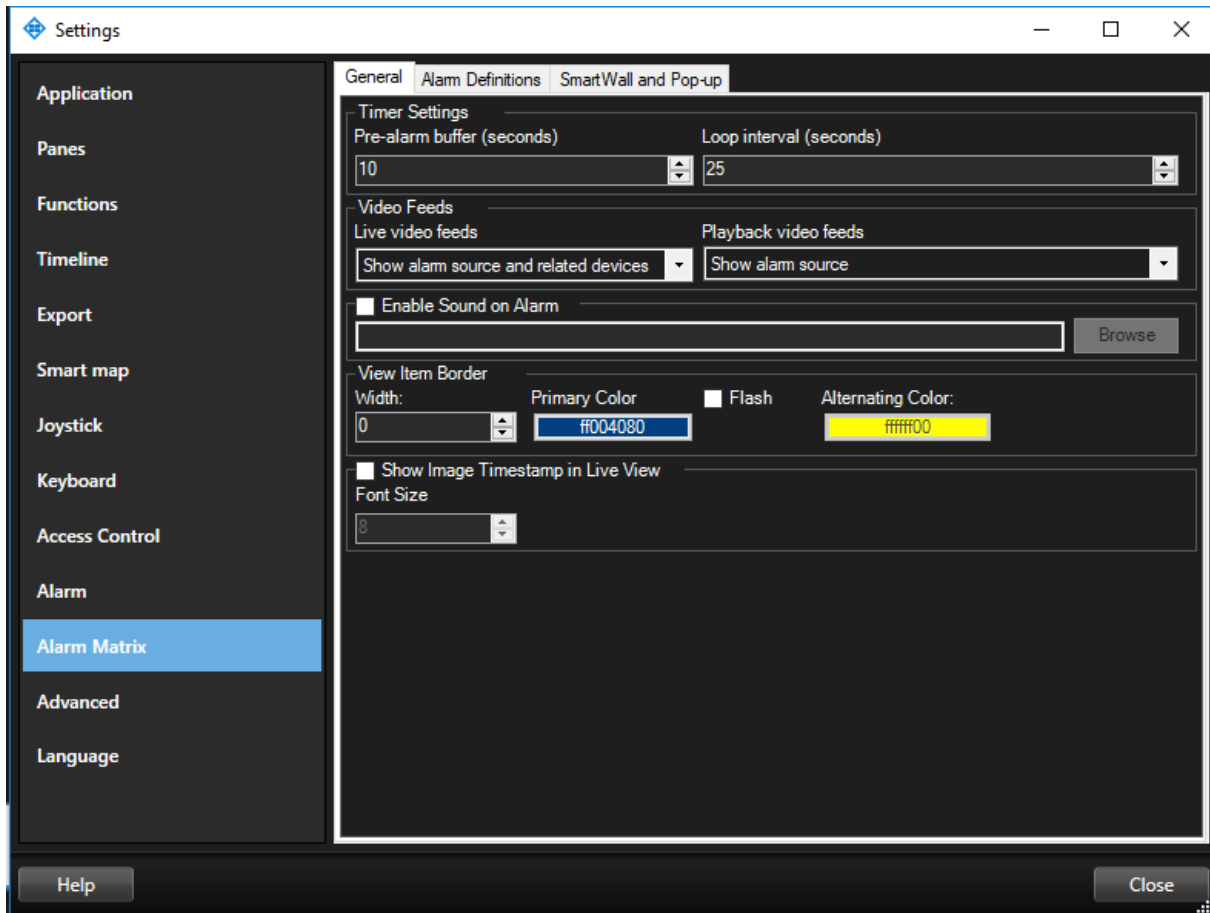 Settings
Application
Panes
Functions
Timeline
Export
Smart map
Joystick
Keyboard
Access Control
Alarm
Alarm Matrix
Advanced
Language
General Alarm Definitions SmartWall and Pop-up
Timer Settings
Pre-alarm buffer (seconds) Loop interval (seconds)
10 25
Video Feeds
Live video feeds Playback video feeds
Show alarm source and related devices Show alarm source
Enable Sound on Alarm
Browse
View Item Border
Width: Primary Color Flash Alternating Color:
0 ff004080 ffffff00
Show Image Timestamp in Live View
Font Size
8
Help Close